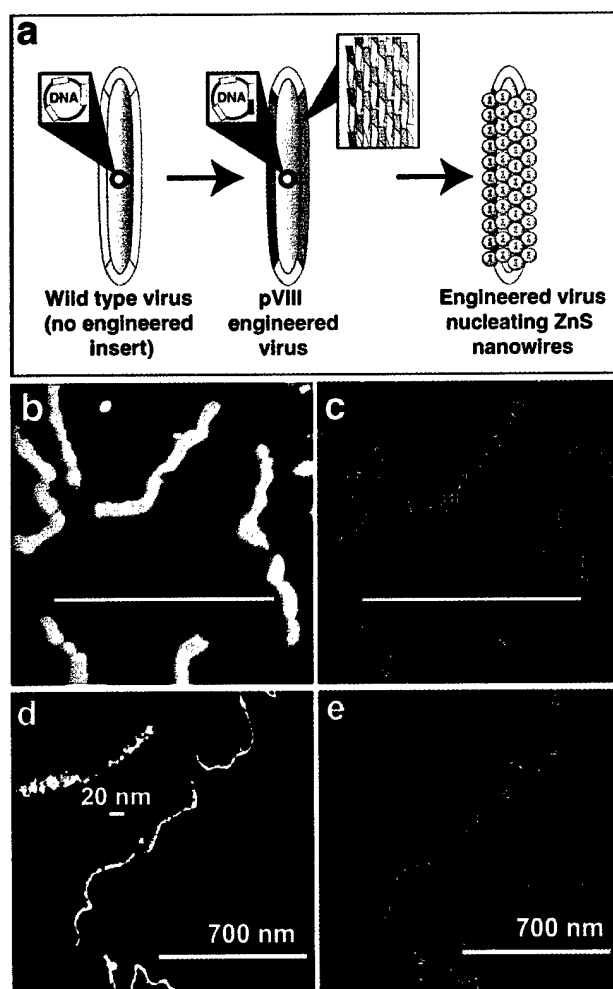 a
DNA
DNA
Wild type virus
(no engineered
insert)
pVIII
engineered
virus
Engineered virus
nucleating ZnS
nanowires
b
c
d
20 nm
700 nm
e
700 nm